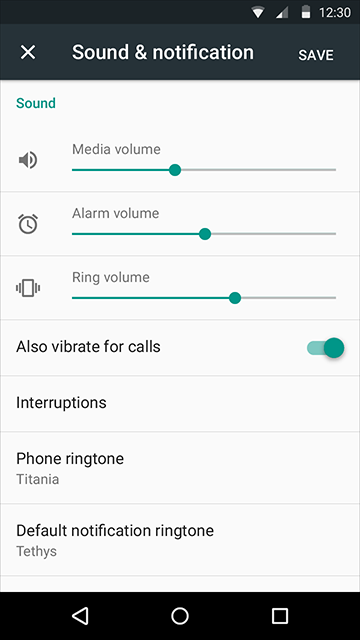 12:30
Sound & notification
SAVE
Sound
Media volume
Alarm volume
Ring volume
Also vibrate for calls
Interruptions
Phone ringtone
Titania
Default notification ringtone
Tethys